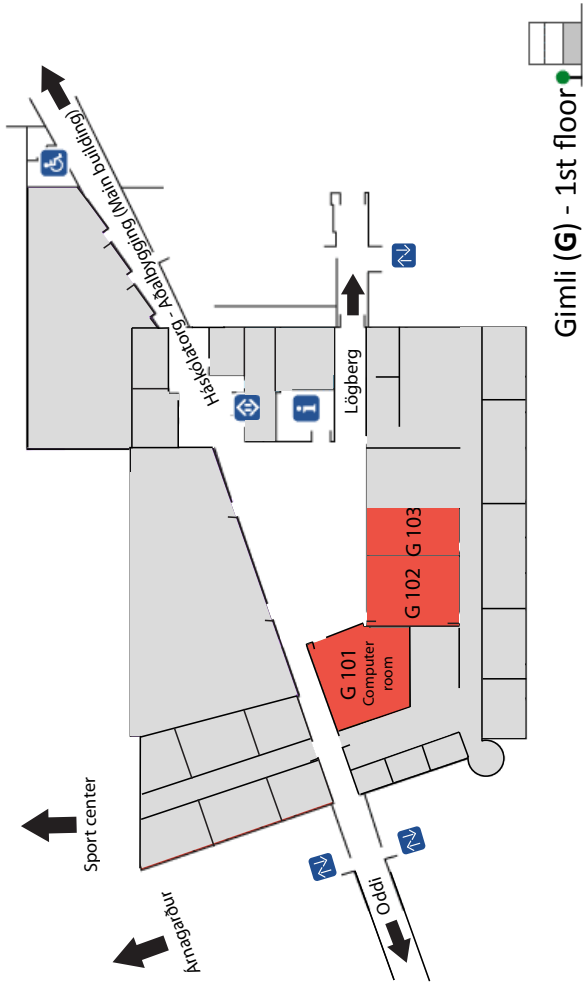 Gimli (G) - 1st floor
Háskólatorg - Aðalbygging (Main building)
i
Lögberg
G 103
G 102
G 101
Computer
room
Sport center
Árnagarður
Oddi